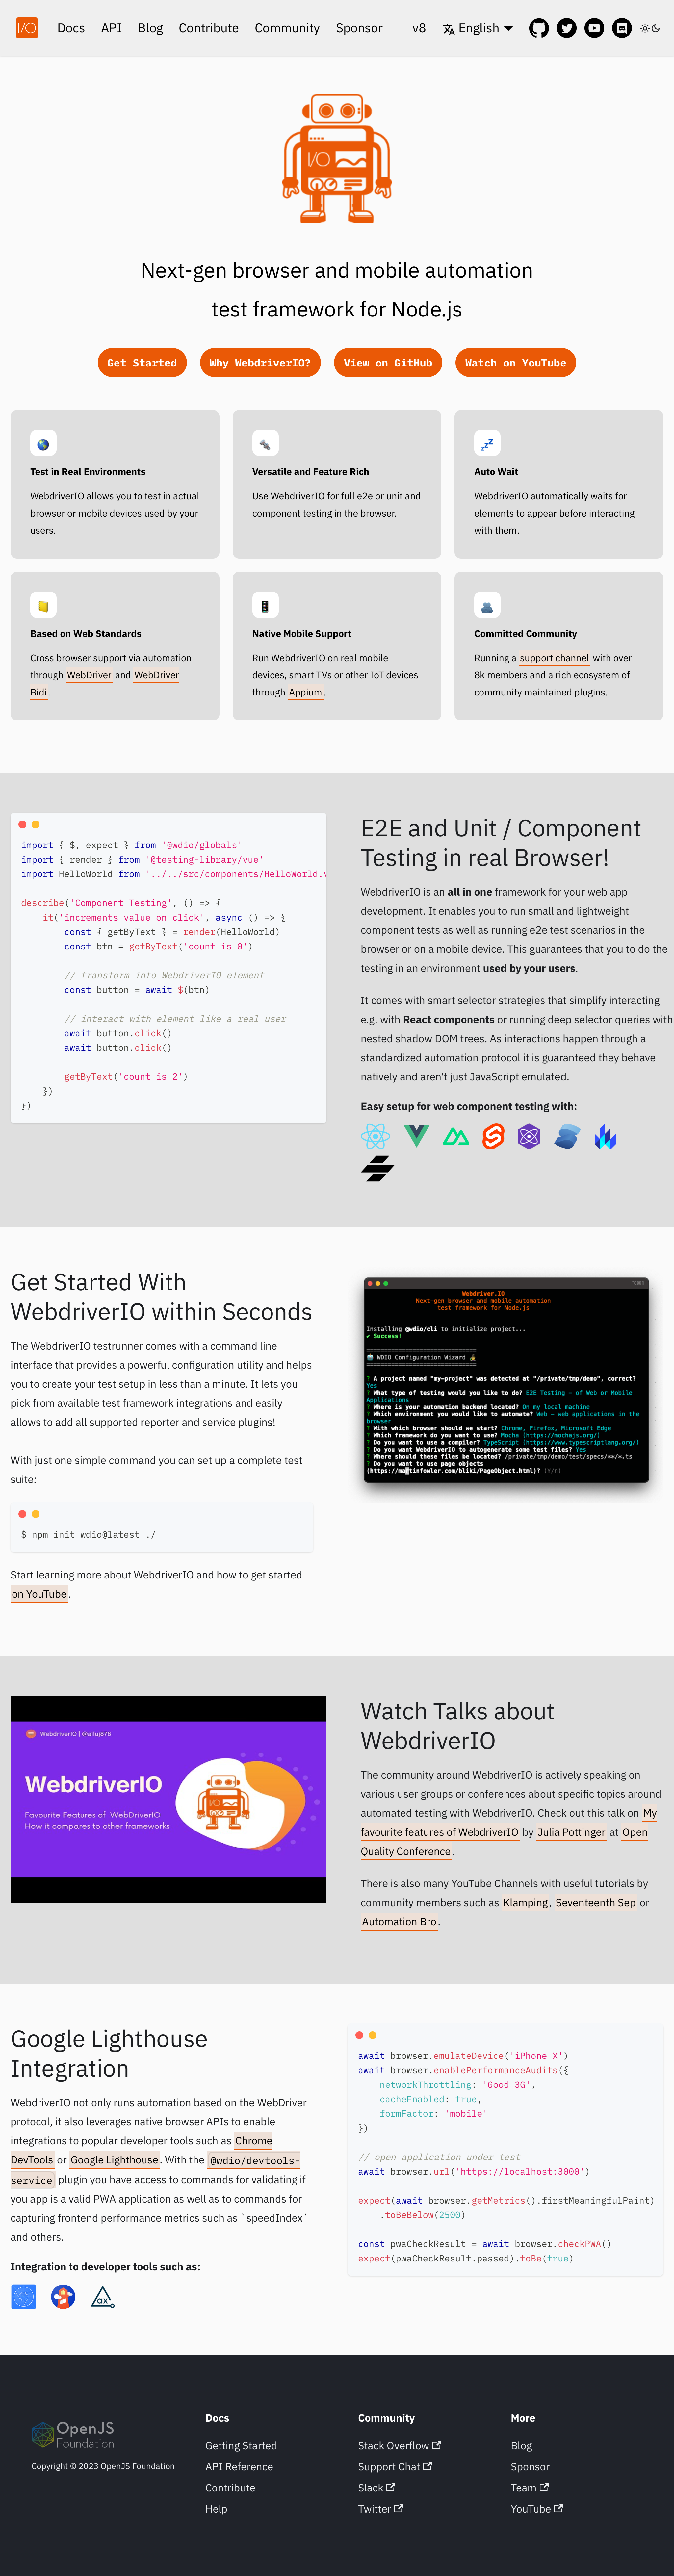 I/O Docs API Blog Contribute Community Sponsor v8 English
I/O
Next-gen browser and mobile automation
test framework for Node.js
Get Started Why WebdriverIO? View on GitHub Watch on YouTube
Test in Real Environments
WebdriverIO allows you to test in actual
browser or mobile devices used by your
users.
Versatile and Feature Rich
Use WebdriverIO for full e2e or unit and
component testing in the browser.
Auto Wait
WebdriverIO automatically waits for
elements to appear before interacting
with them.
Based on Web Standards
Cross browser support via automation
through WebDriver and WebDriver
Bidi.
Native Mobile Support
Run WebdriverIO on real mobile
devices, smart TVs or other IoT devices
through Appium.
Committed Community
Running a support channel with over
8k members and a rich ecosystem of
community maintained plugins.
import { $, expect } from '@wdio/globals'
import { render } from '@testing-library/vue'
import HelloWorld from '../../src/components/HelloWorld.v
describe('Component Testing', () => {
it('increments value on click', async () => {
const { getByText } = render(HelloWorld)
const btn = getByText('count is 0')
// transform into WebdriverIO element
const button = await $(btn)
// interact with element like a real user
await button.click()
await button.click()
getByText('count is 2')
})
})
E2E and Unit / Component
Testing in real Browser!
WebdriverIO is an all in one framework for your web app
development. It enables you to run small and lightweight
component tests as well as running e2e test scenarios in the
browser or on a mobile device. This guarantees that you to do the
testing in an environment used by your users.
It comes with smart selector strategies that simplify interacting
e.g. with React components or running deep selector queries with
nested shadow DOM trees. As interactions happen through a
standardized automation protocol it is guaranteed they behave
natively and aren't just JavaScript emulated.
Easy setup for web component testing with:
Get Started With
WebdriverIO within Seconds
The WebdriverIO testrunner comes with a command line
interface that provides a powerful configuration utility and helps
you to create your test setup in less than a minute. It lets you
pick from available test framework integrations and easily
allows to add all supported reporter and service plugins!
With just one simple command you can set up a complete test
suite:
$ npm init wdio@latest ./
Start learning more about WebdriverIO and how to get started
on YouTube.
Webdriver.IO
Next-gen browser and mobile automation
test framework for Node.js
Installing @wdio/cli to initialize project...
✔ Success!
===============================
🤖 WDIO Configuration Wizard 🧙
===============================
? A project named "my-project" was detected at "/private/tmp/demo", correct?
Yes
? What type of testing would you like to do? E2E Testing - of Web or Mobile
Applications
? Where is your automation backend located? On my local machine
? Which environment you would like to automate? Web - web applications in the
browser
? With which browser should we start? Chrome, Firefox, Microsoft Edge
? Which framework do you want to use? Mocha (https://mochajs.org/)
? Do you want to use a compiler? TypeScript (https://www.typescriptlang.org/)
? Do you want WebdriverIO to autogenerate some test files? Yes
? Where should these files be located? /private/tmp/demo/test/specs/**/*.ts
? Do you want to use page objects
(https://martinfowler.com/bliki/PageObject.html)? (Y/n)
WebdriverIO | @ailuj876
WebdriverIO
Favourite Features of WebdriverIO
How it compares to other frameworks
Watch Talks about
WebdriverIO
The community around WebdriverIO is actively speaking on
various user groups or conferences about specific topics around
automated testing with WebdriverIO. Check out this talk on My
favourite features of WebdriverIO by Julia Pottinger at Open
Quality Conference.
There is also many YouTube Channels with useful tutorials by
community members such as Klamping, Seventeenth Sep or
Automation Bro.
Google Lighthouse
Integration
WebdriverIO not only runs automation based on the WebDriver
protocol, it also leverages native browser APIs to enable
integrations to popular developer tools such as Chrome
DevTools or Google Lighthouse. With the @wdio/devtools-
service plugin you have access to commands for validating if
you app is a valid PWA application as well as to commands for
capturing frontend performance metrics such as `speedIndex`
and others.
Integration to developer tools such as:
ax
await browser.emulateDevice('iPhone X')
await browser.enablePerformanceAudits({
networkThrottling: 'Good 3G',
cacheEnabled: true,
formFactor: 'mobile'
})
// open application under test
await browser.url('https://localhost:3000')
expect(await browser.getMetrics().firstMeaningfulPaint)
.toBeBelow(2500)
const pwaCheckResult = await browser.checkPWA()
expect(pwaCheckResult.passed).toBe(true)
OpenJS
Foundation
Copyright © 2023 OpenJS Foundation
Docs
Getting Started
API Reference
Contribute
Help
Community
Stack Overflow
Support Chat
Slack
Twitter
More
Blog
Sponsor
Team
YouTube